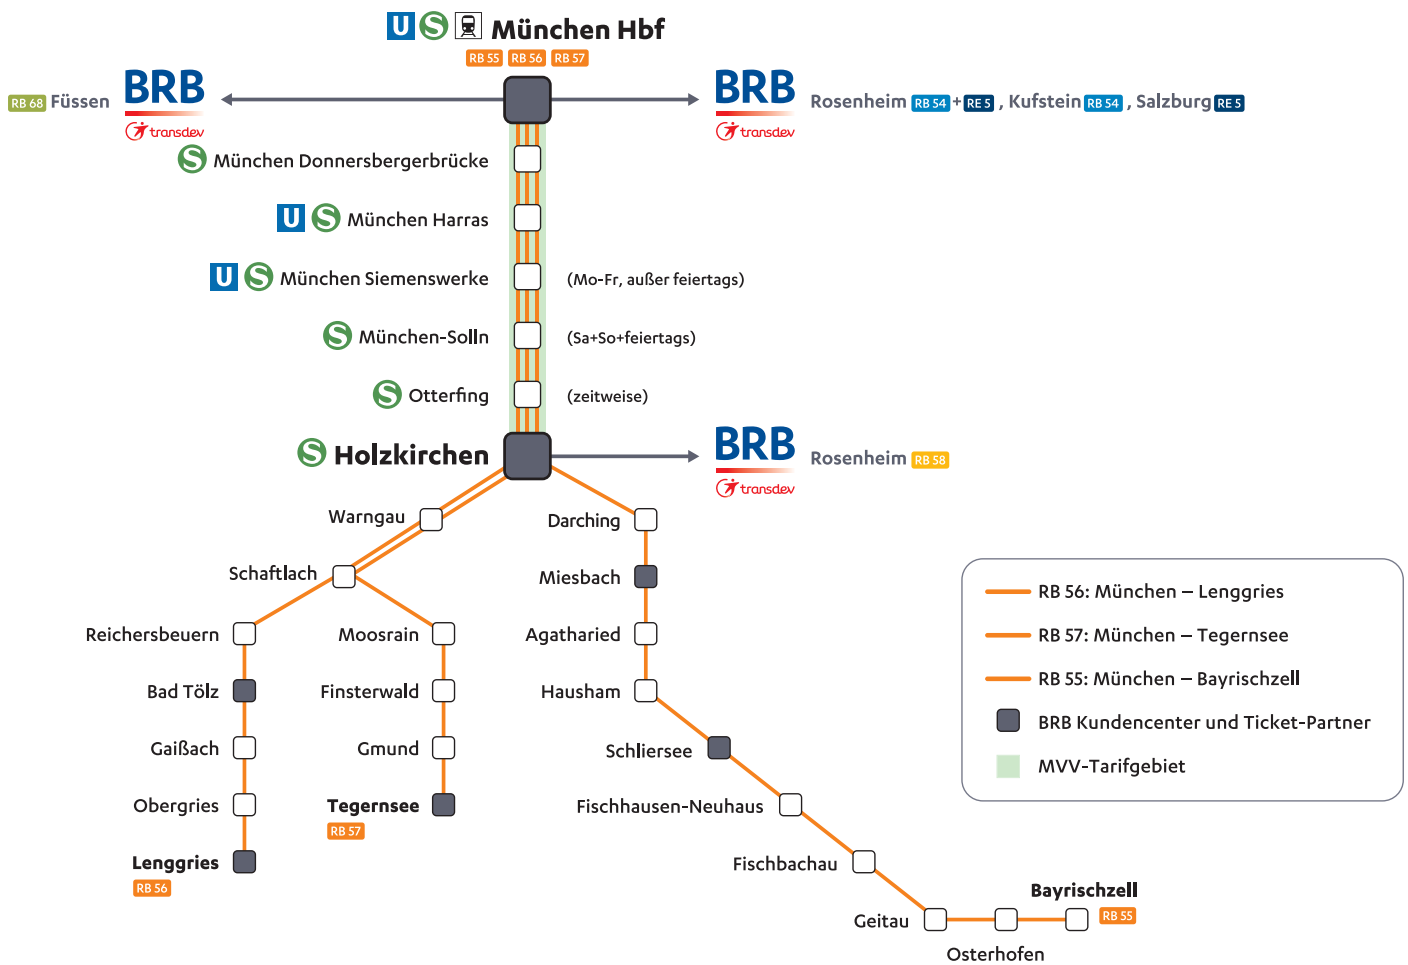 U S München Hbf
RB 55 RB 56 RB 57
RB 68 Füssen BRB transdev
BRB transdev Rosenheim RB 54 + RE 5 , Kufstein RB 54 , Salzburg RE 5
S München Donnersbergerbrücke
U S München Harras
U S München Siemenswerke (Mo-Fr, außer feiertags)
S München-Solln (Sa+So+feiertags)
S Otterfing (zeitweise)
S Holzkirchen
BRB transdev Rosenheim RB 58
Warngau
Schaftlach
Reichersbeuern
Bad Tölz
Gaißach
Obergries
Lenggries
RB 56
Moosrain
Finsterwald
Gmund
Tegernsee
RB 57
Darching
Miesbach
Agatharied
Hausham
Schliersee
Fischhausen-Neuhaus
Fischbachau
Geitau
Osterhofen
Bayrischzell
RB 55
RB 56: München – Lenggries
RB 57: München – Tegernsee
RB 55: München – Bayrischzell
BRB Kundencenter und Ticket-Partner
MVV-Tarifgebiet